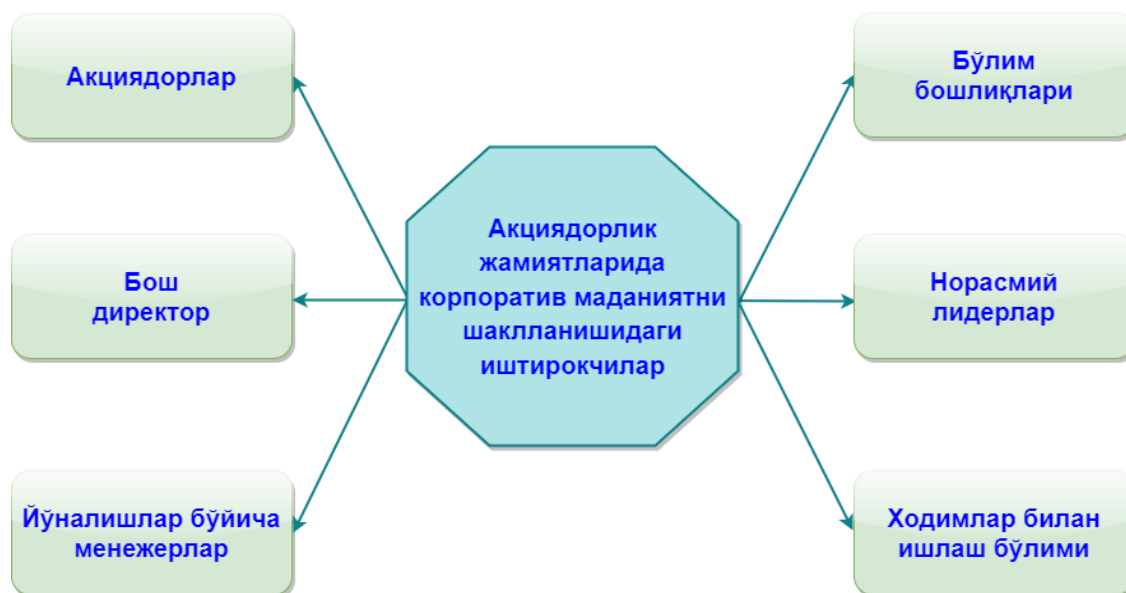 Акциядорлар
Бош
директор
Йўналишлар бўйича
менежерлар
Акциядорлик
жамиятларида
корпоратив маданиятни
шаклланишидаги
иштирокчилар
Бўлим
бошлиқлари
Норасмий
лидерлар
Ходимлар билан
ишлаш бўлими